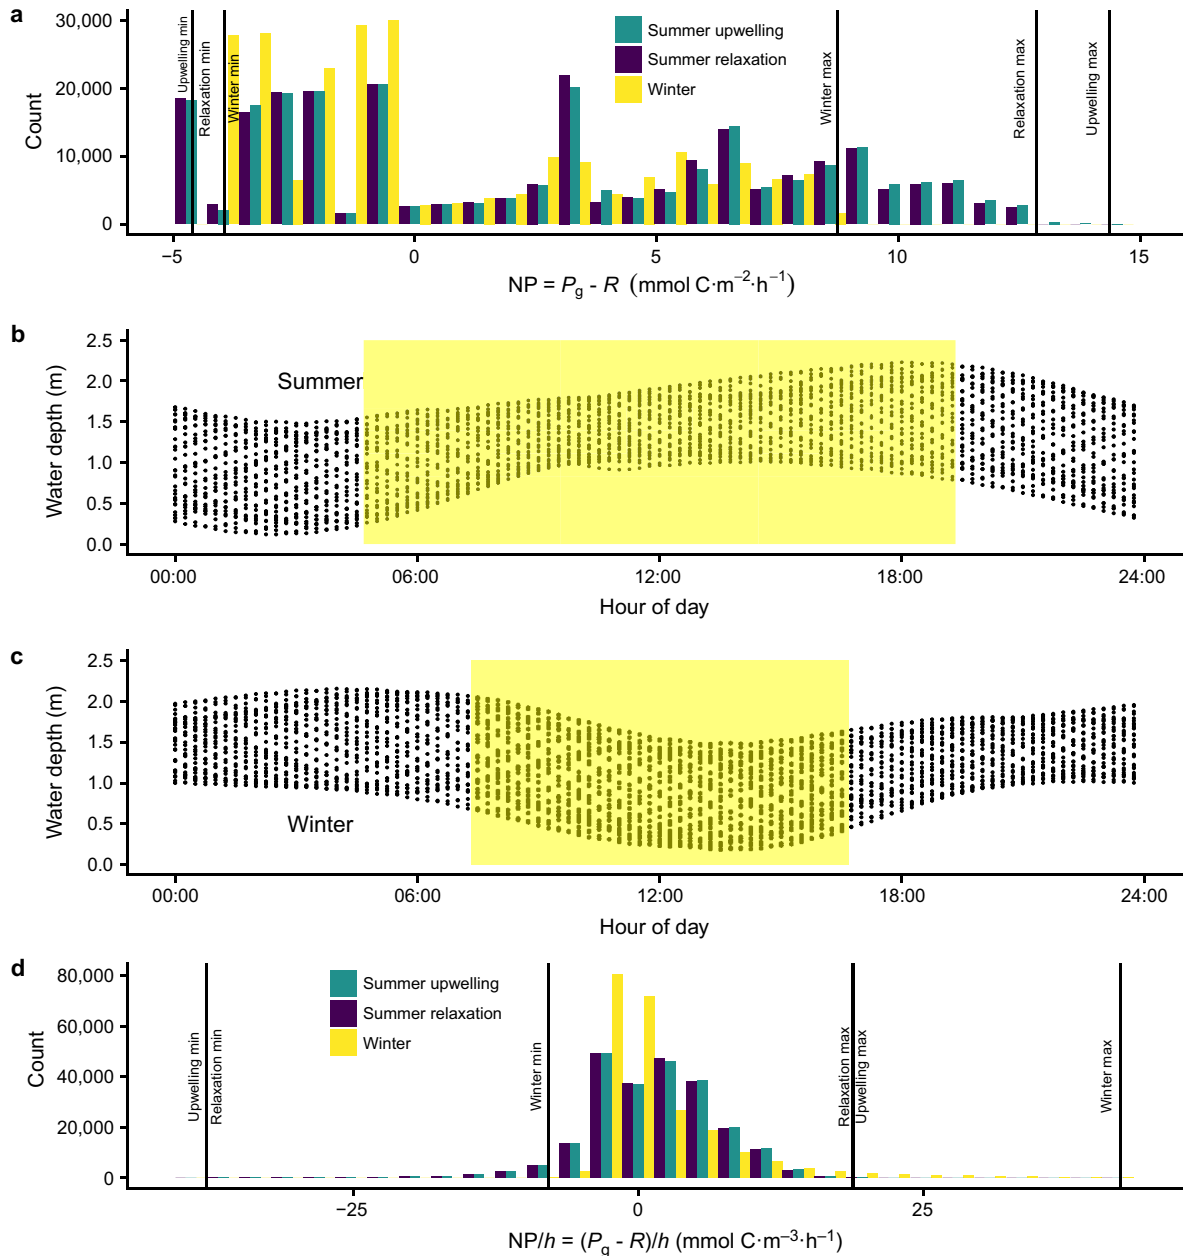 a
30,000
20,000
10,000
0
Count
Upwelling min
Relaxation min
Winter min
Summer upwelling
Summer relaxation
Winter
Winter max
Relaxation max
Upwelling max
−5
0
5
10
15
NP = Pg - R (mmol C·m−2·h−1)
b
2.5
2.0
1.5
1.0
0.5
0.0
Water depth (m)
Summer
00:00
06:00
12:00
18:00
24:00
Hour of day
c
2.5
2.0
1.5
1.0
0.5
0.0
Water depth (m)
Winter
00:00
06:00
12:00
18:00
24:00
Hour of day
d
80,000
60,000
40,000
20,000
0
Count
Upwelling min
Relaxation min
Summer upwelling
Summer relaxation
Winter
Winter min
Relaxation max
Upwelling max
Winter max
−25
0
25
NP/h = (Pg - R)/h (mmol C·m−3·h−1)